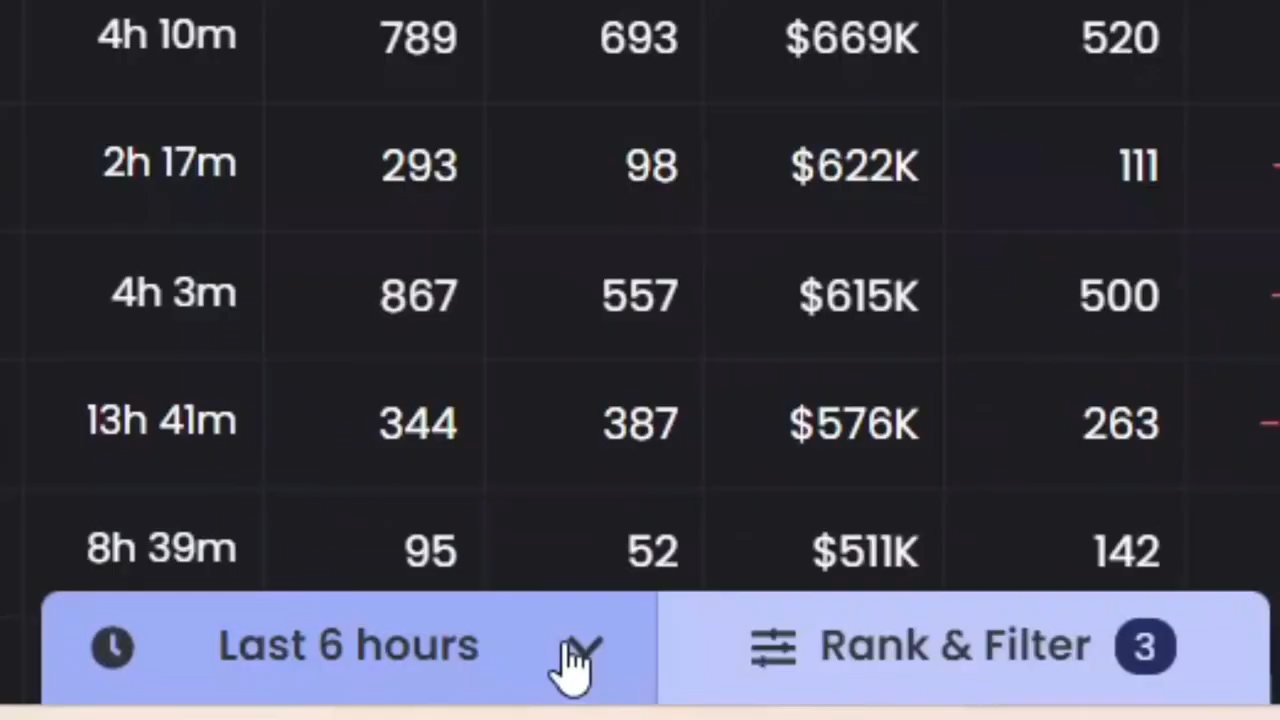 4h 10m 789 693 $669K 520
2h 17m 293 98 $622K 111
4h 3m 867 557 $615K 500
13h 41m 344 387 $576K 263
8h 39m 95 52 $511K 142
Last 6 hours Rank & Filter 3